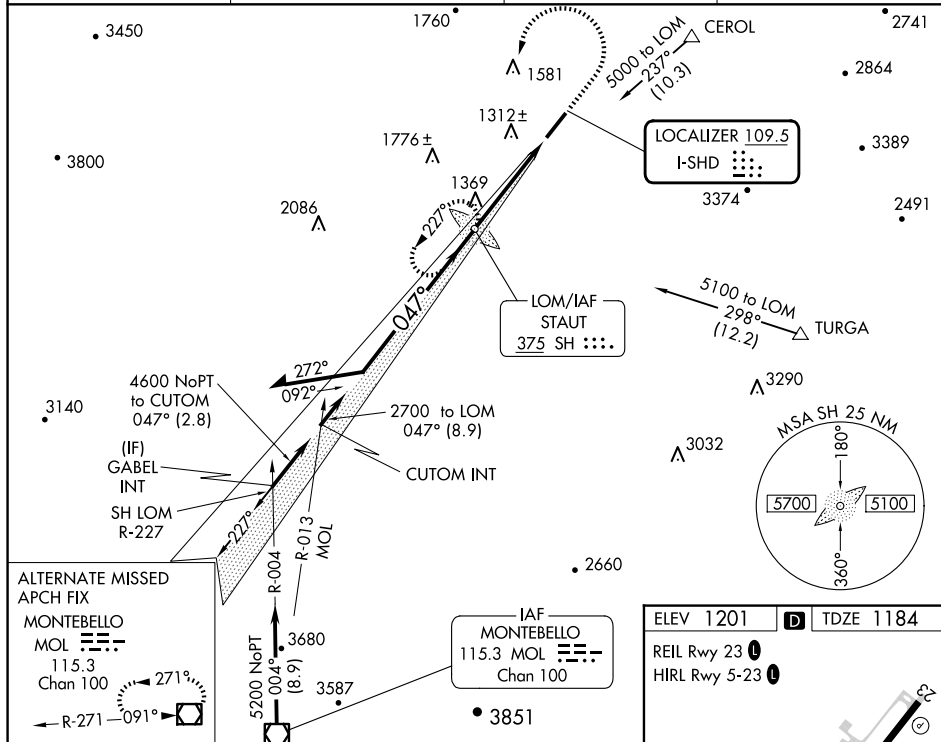 3450
1760
2741
CEROL
5000 to LOM
237°
(10.3)
1581
2864
1312±
LOCALIZER 109.5
I-SHD
1776±
3389
3800
1369
3374
2491
2086
227°
047°
LOM/IAF
STAUT
375 SH
5100 to LOM
298°
(12.2)
TURGA
272°
092°
4600 NoPT
to CUTOM
047° (2.8)
3290
3140
2700 to LOM
047° (8.9)
MSA SH 25 NM
180°
5700
5100
360°
(IF)
GABEL
INT
CUTOM INT
3032
SH LOM
R-227
227°
R-004
R-013
MOL
2660
ALTERNATE MISSED
APCH FIX
MONTEBELLO
MOL
115.3
Chan 100
271°
R-271
091°
5200 NoPT
004°
(8.9)
3680
3587
IAF
MONTEBELLO
115.3 MOL
Chan 100
3851
ELEV 1201 D TDZE 1184
REIL Rwy 23 L
HIRL Rwy 5-23 L
23
P